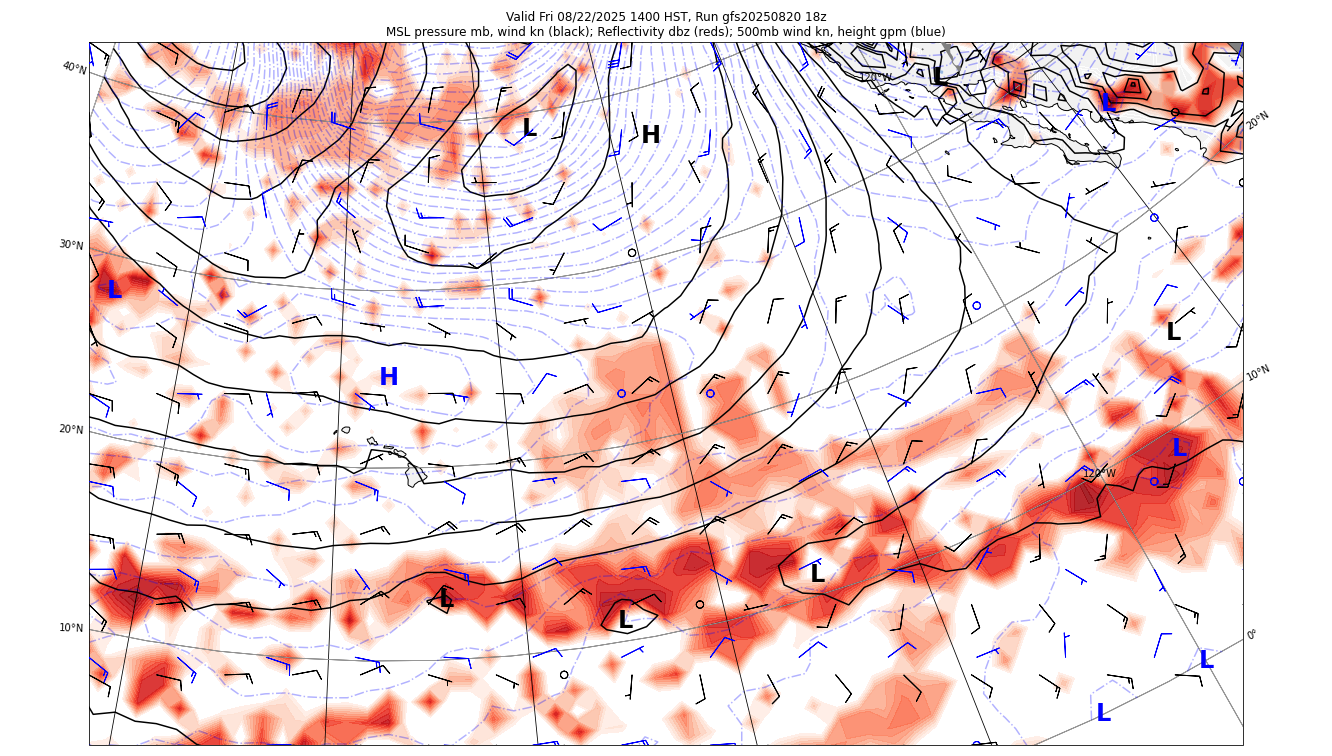 Valid Fri 08/22/2025 1400 HST, Run gfs20250820 18z
MSL pressure mb, wind kn (black); Reflectivity dbz (reds); 500mb wind kn, height gpm (blue)
40°N
120°W
L
L
20°N
L
H
30°N
L
L
H
10°N
20°N
L
120°W
L
L
L
10°N
0°
L
L